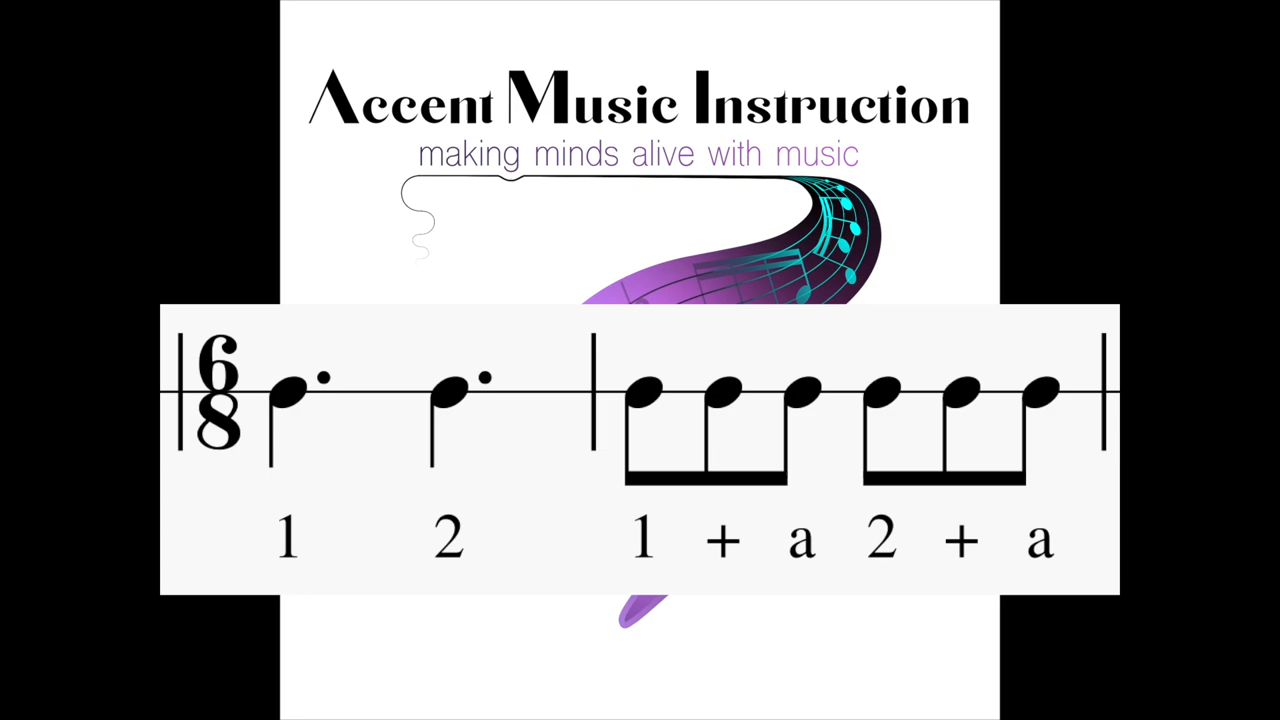 Accent Music Instruction
making minds alive with music
6
8
1 2 1 + a 2 + a